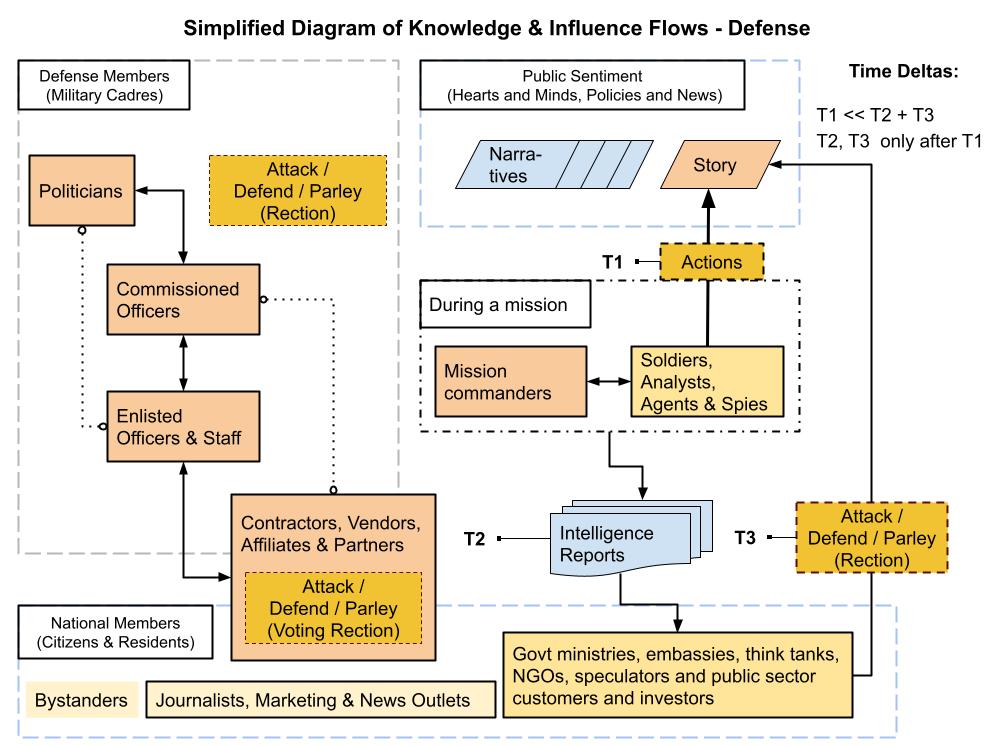 Simplified Diagram of Knowledge & Influence Flows - Defense
Defense Members
(Military Cadres)
Public Sentiment
(Hearts and Minds, Policies and News)
Time Deltas:
T1 << T2 + T3
T2, T3 only after T1
Narra-
tives
Story
Politicians
Attack /
Defend / Parley
(Rection)
T1
Actions
Commissioned
Officers
During a mission
Mission
commanders
Soldiers,
Analysts,
Agents & Spies
Enlisted
Officers & Staff
Contractors, Vendors,
Affiliates & Partners
Attack /
Defend / Parley
(Voting Rection)
T2
Intelligence
Reports
T3
Attack /
Defend / Parley
(Rection)
National Members
(Citizens & Residents)
Bystanders
Journalists, Marketing & News Outlets
Govt ministries, embassies, think tanks,
NGOs, speculators and public sector
customers and investors